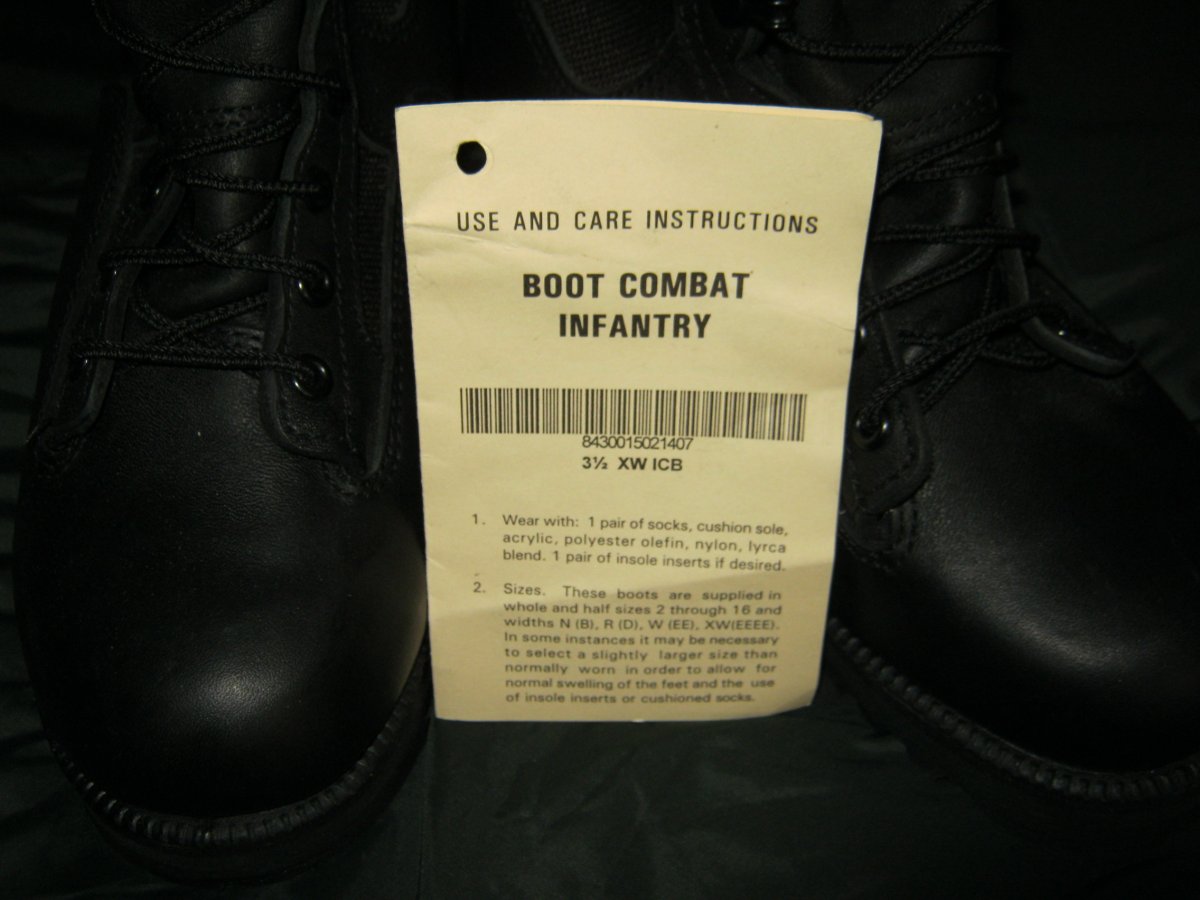 USE AND CARE INSTRUCTIONS
BOOT COMBAT
INFANTRY
8430015021407
3½ XW ICB
1. Wear with: 1 pair of socks, cushion sole,
acrylic, polyester olefin, nylon, lyrca
blend. 1 pair of insole inserts if desired.
2. Sizes. These boots are supplied in
whole and half sizes 2 through 16 and
widths N (B), R (D), W (EE), XW(EEEE).
In some instances it may be necessary
to select a slightly larger size than
normally worn in order to allow for
normal swelling of the feet and the use
of insole inserts or cushioned socks.